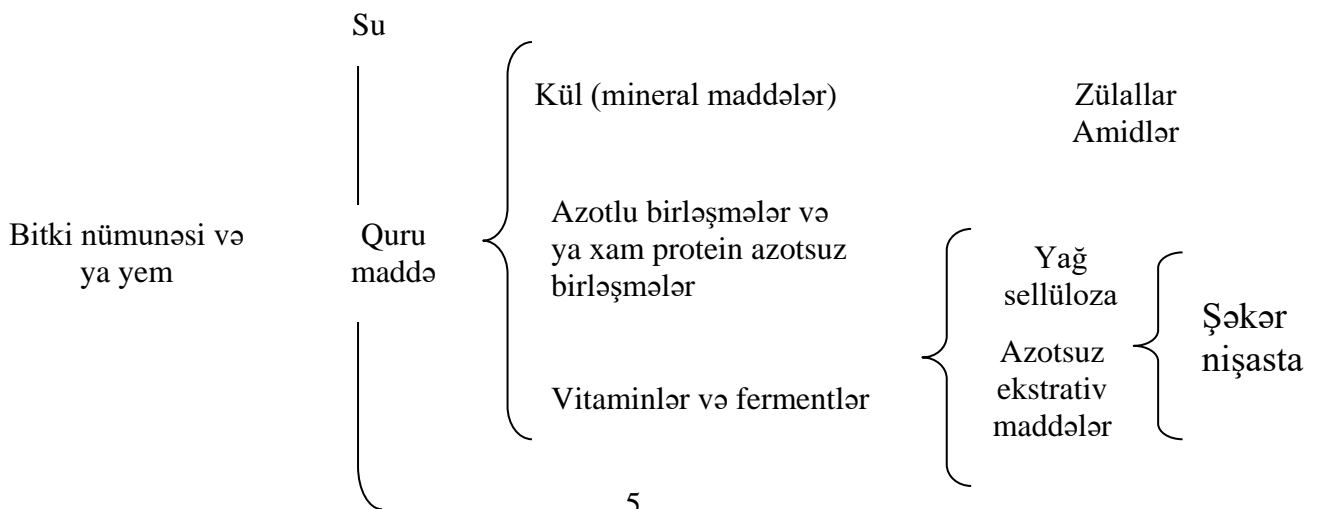 Su
Kül (mineral maddələr)
Zülallar
Amidlər
Bitki nümunəsi və
ya yem
Quru
maddə
Azotlu birləşmələr və
ya xam protein azotsuz
birləşmələr
Vitaminlər və fermentlər
Yağ
sellüloza
Azotsuz
ekstrativ
maddələr
Şəkər
nişasta
5